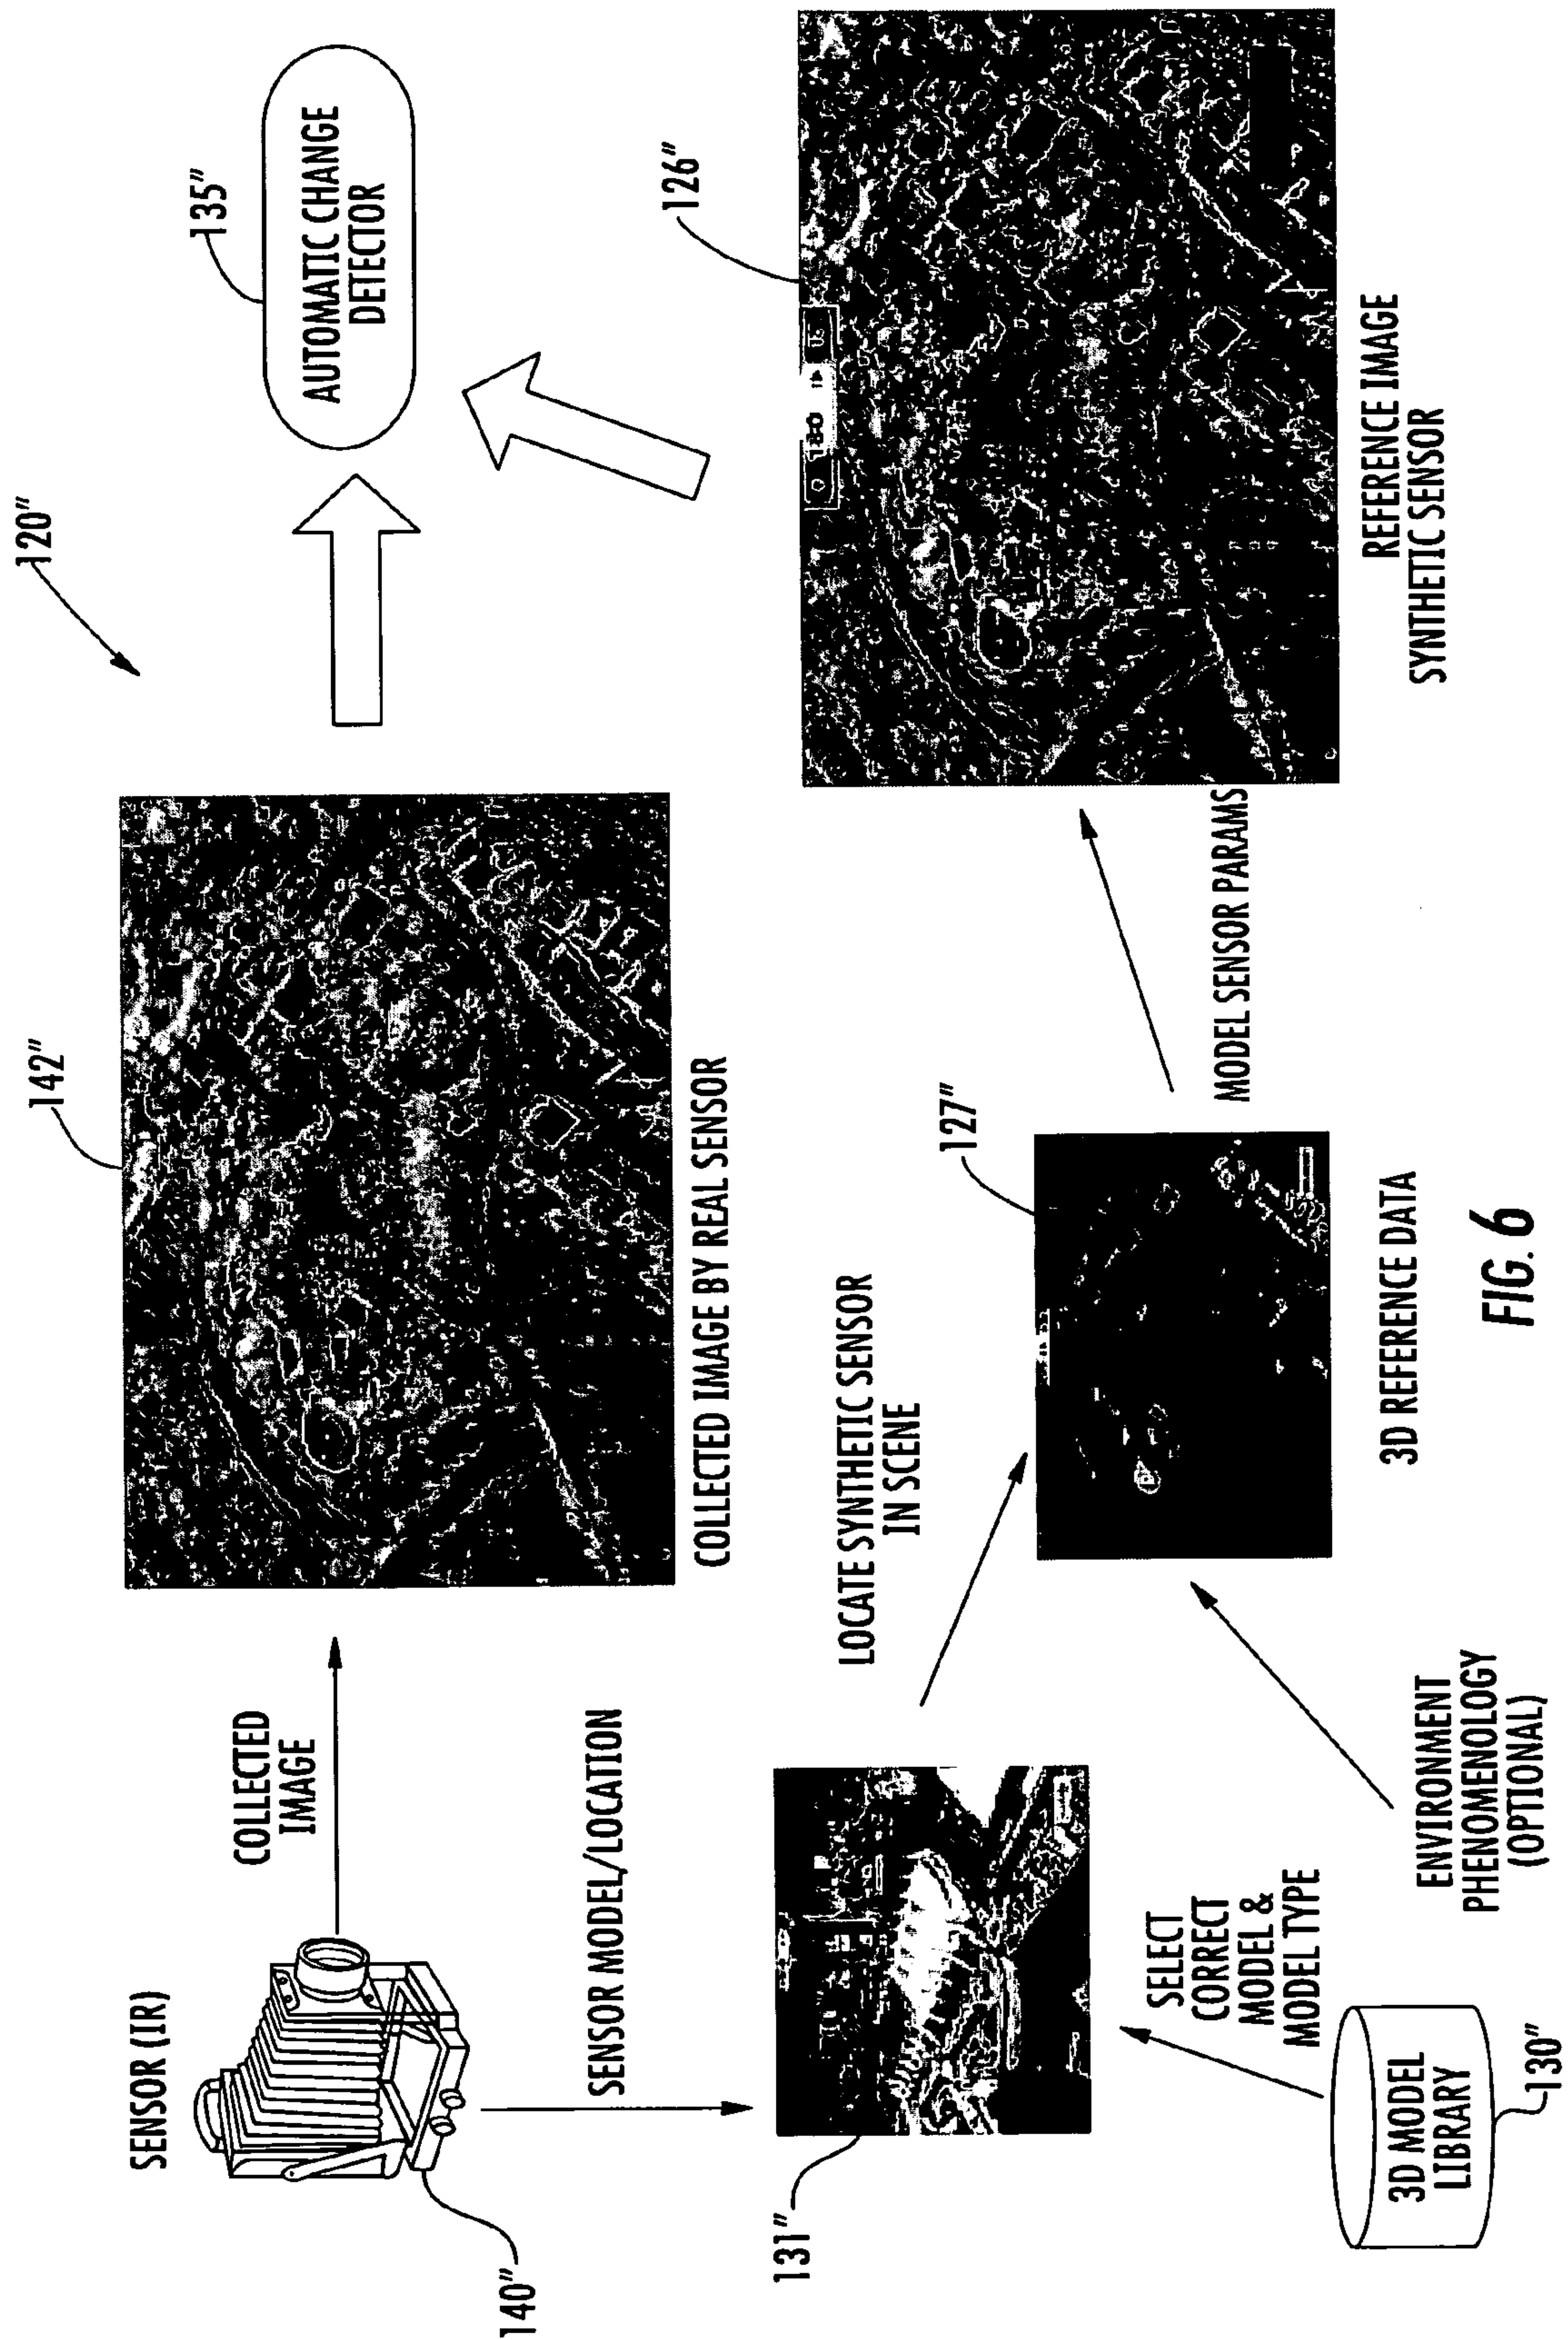 120"
SENSOR (IR)
140"
COLLECTED
IMAGE
142"
COLLECTED IMAGE BY REAL SENSOR
135"
AUTOMATIC CHANGE
DETECTOR
SENSOR MODEL/LOCATION
131"
LOCATE SYNTHETIC SENSOR
IN SCENE
127"
3D REFERENCE DATA
MODEL SENSOR PARAMS
126"
REFERENCE IMAGE
SYNTHETIC SENSOR
SELECT
CORRECT
MODEL &
MODEL TYPE
3D MODEL
LIBRARY
130"
ENVIRONMENT
PHENOMENOLOGY
(OPTIONAL)
FIG. 6